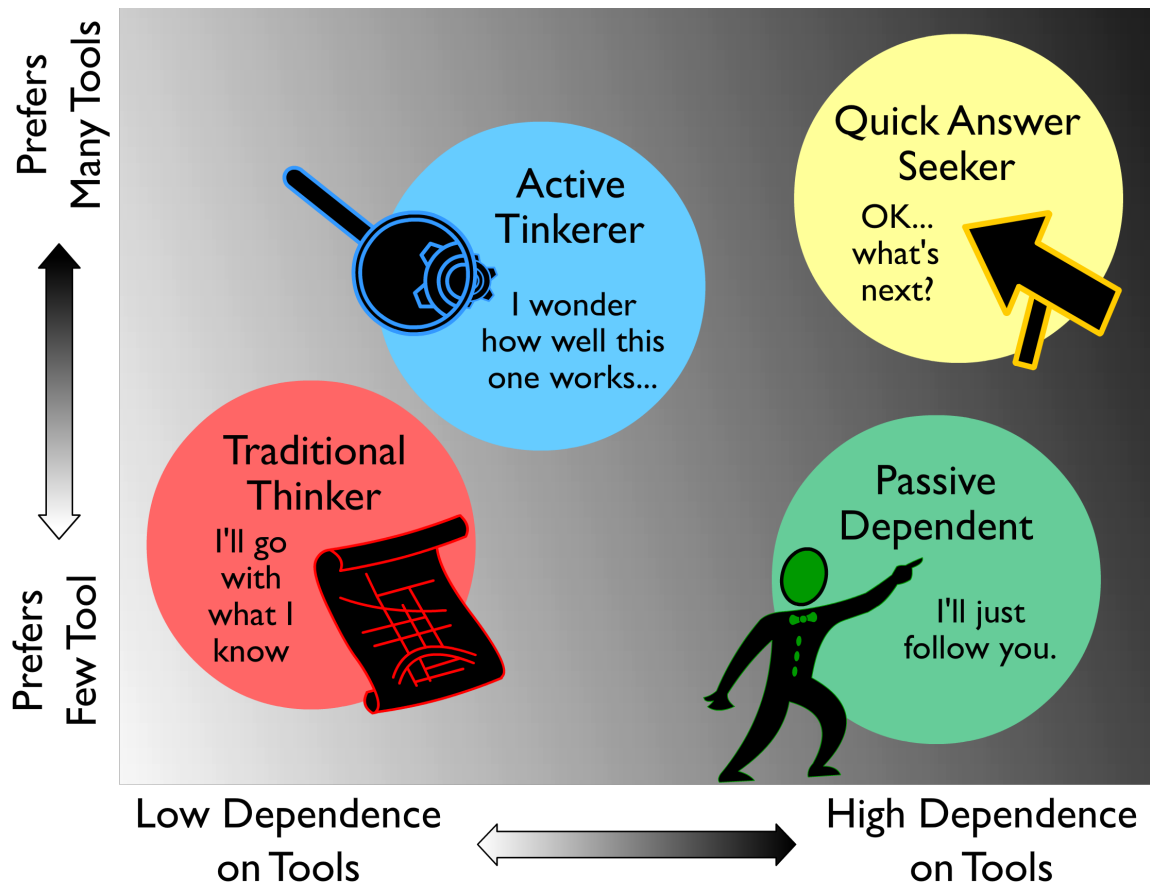 Prefers
Many Tools
Prefers
Few Tool
Active
Tinkerer
I wonder
how well this
one works...
Quick Answer
Seeker
OK...
what's
next?
Traditional
Thinker
I'll go
with
what I
know
Passive
Dependent
I'll just
follow you.
Low Dependence
on Tools
High Dependence
on Tools